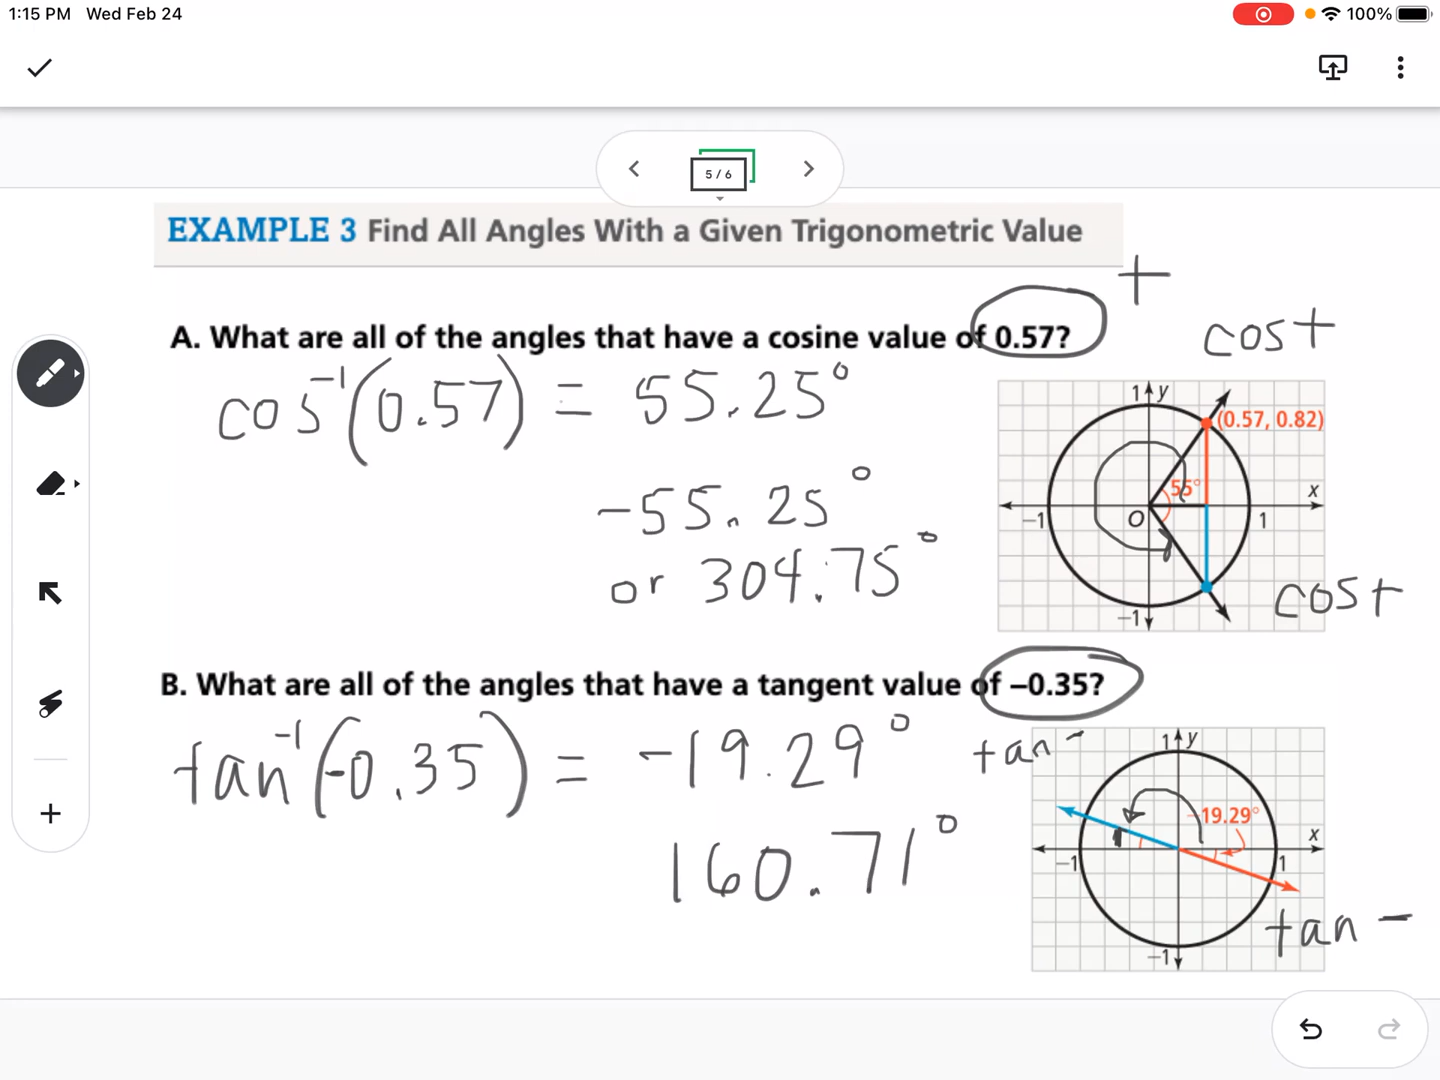 1:15 PM Wed Feb 24
100%
5 / 6
EXAMPLE 3 Find All Angles With a Given Trigonometric Value
+
A. What are all of the angles that have a cosine value of 0.57?
cos+
cos⁻¹(0.57) = 55.25°
-55.25°
or 304.75°
1 y
(0.57, 0.82)
55°
x
-1
O
1
-1
cos+
B. What are all of the angles that have a tangent value of –0.35?
tan⁻¹(-0.35) = -19.29°
160.71°
tan -
1 y
-19.29°
x
-1
1
-1
tan -